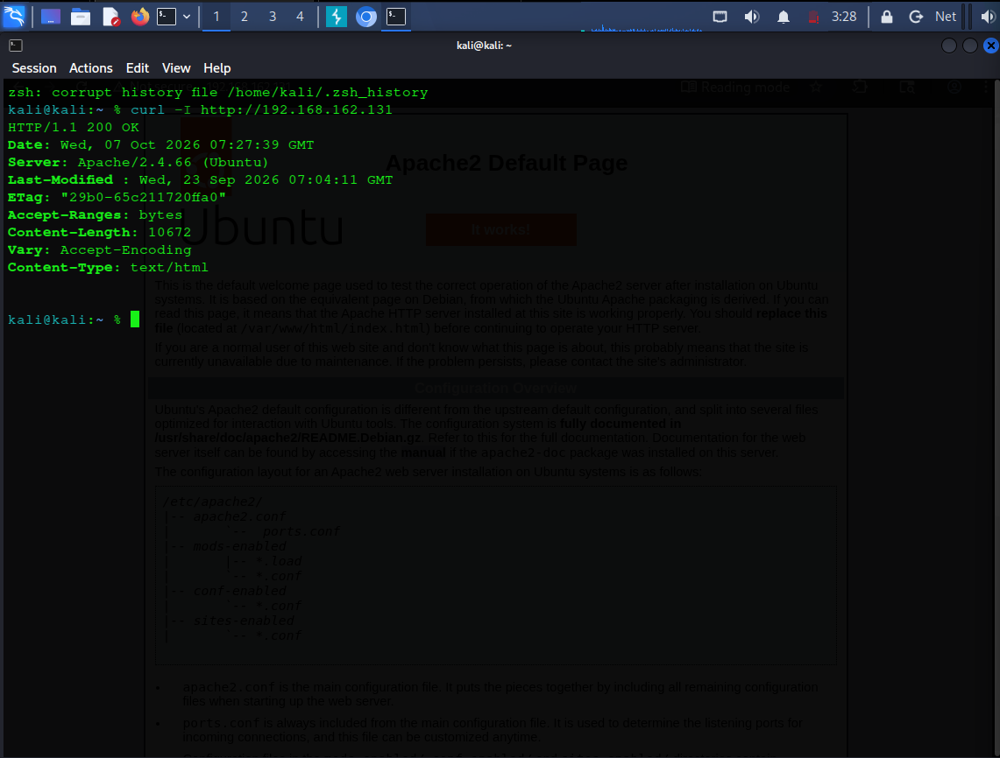 1 2 3 4 3:28 Net
kali@kali: ~
Session Actions Edit View Help
zsh: corrupt history file /home/kali/.zsh_history
Reading mode
kali@kali:~ % curl -I http://192.168.162.131
HTTP/1.1 200 OK
Date: Wed, 07 Oct 2026 07:27:39 GMT
Server: Apache/2.4.66 (Ubuntu)
Last-Modified : Wed, 23 Sep 2026 07:04:11 GMT
ETag: "29b0-65c211720ffa0"
Accept-Ranges: bytes
Content-Length: 10672
Vary: Accept-Encoding
Content-Type: text/html
kali@kali:~ %
Apache2 Default Page
Ubuntu
It works!
This is the default welcome page used to test the correct operation of the Apache2 server after installation on Ubuntu
systems. It is based on the equivalent page on Debian, from which the Ubuntu Apache packaging is derived. If you can
read this page, it means that the Apache HTTP server installed at this site is working properly. You should replace this
file (located at /var/www/html/index.html) before continuing to operate your HTTP server.
If you are a normal user of this web site and don't know what this page is about, this probably means that the site is
currently unavailable due to maintenance. If the problem persists, please contact the site's administrator.
Configuration Overview
Ubuntu's Apache2 default configuration is different from the upstream default configuration, and split into several files
optimized for interaction with Ubuntu tools. The configuration system is fully documented in
/usr/share/doc/apache2/README.Debian.gz. Refer to this for the full documentation. Documentation for the web
server itself can be found by accessing the manual if the apache2-doc package was installed on this server.
The configuration layout for an Apache2 web server installation on Ubuntu systems is as follows:
/etc/apache2/
|-- apache2.conf
|       `--  ports.conf
|-- mods-enabled
|       |-- *.load
|       `-- *.conf
|-- conf-enabled
|       `-- *.conf
|-- sites-enabled
|       `-- *.conf
• apache2.conf is the main configuration file. It puts the pieces together by including all remaining configuration
files when starting up the web server.
• ports.conf is always included from the main configuration file. It is used to determine the listening ports for
incoming connections, and this file can be customized anytime.